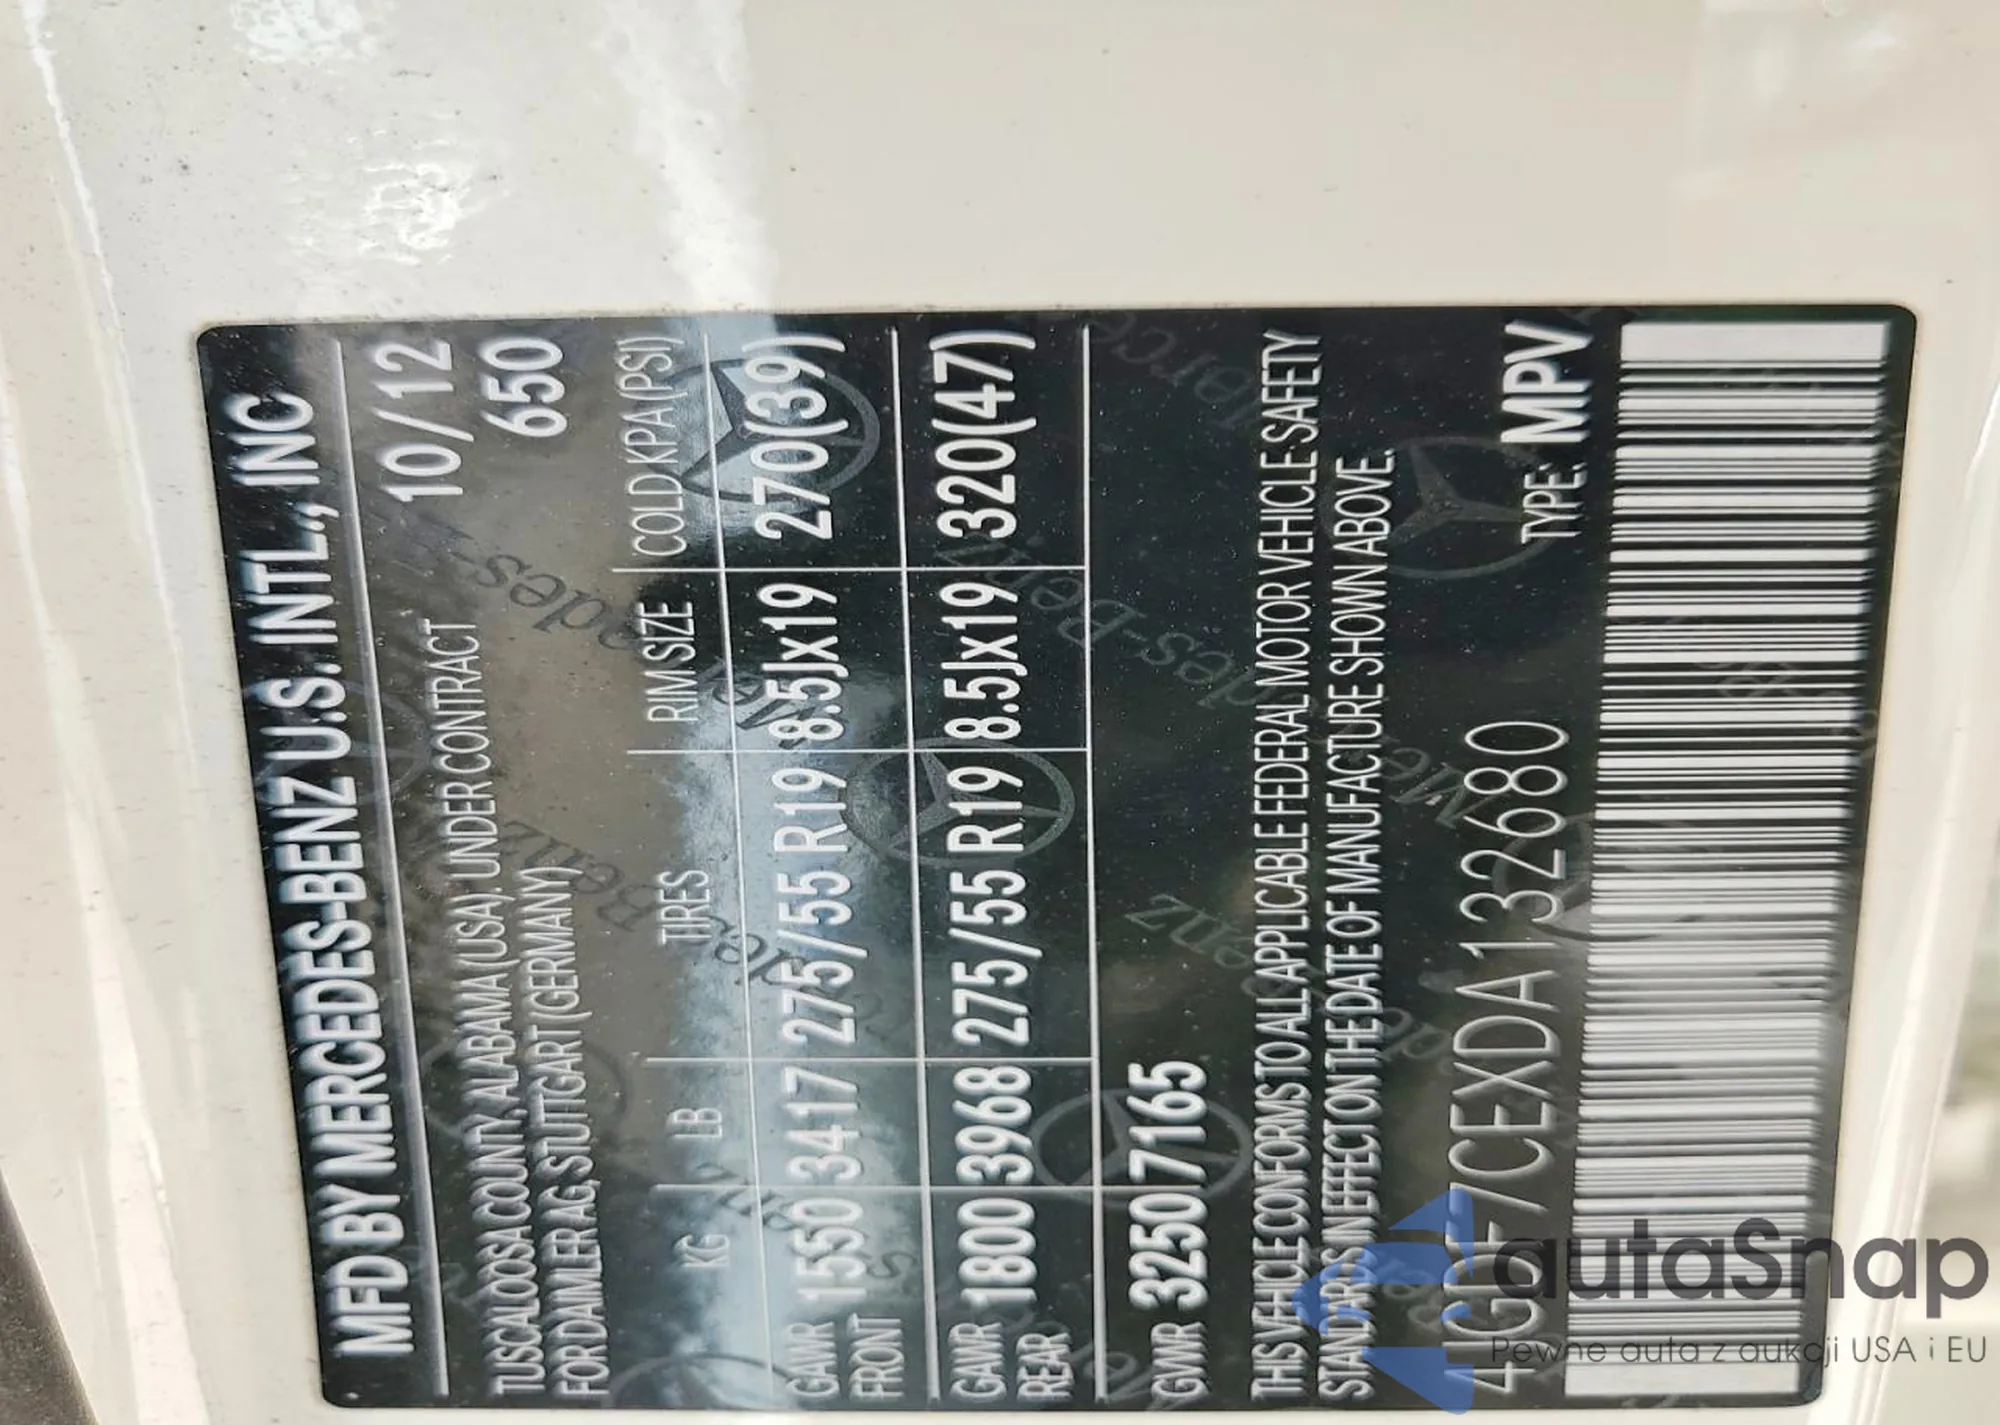 MFD BY MERCEDES-BENZ U.S. INTL., INC
10/12
TUSCALOOSA COUNTY, ALABAMA (USA). UNDER CONTRACT 650
FOR DAIMLER AG, STUTTGART (GERMANY)
KG LB TIRES RIM SIZE COLD KPA (PSI)
GAWR FRONT 1550 3417 275/55 R19 8.5Jx19 270(39)
GAWR REAR 1800 3968 275/55 R19 8.5Jx19 320(47)
GWR 3250 7165
THIS VEHICLE CONFORMS TO ALL APPLICABLE FEDERAL MOTOR VEHICLE SAFETY
STANDARDS IN EFFECT ON THE DATE OF MANUFACTURE SHOWN ABOVE.
4JGDF7CEXDA132680 TYPE: MPV
autaSnap
Pewne auta z aukcji USA i EU